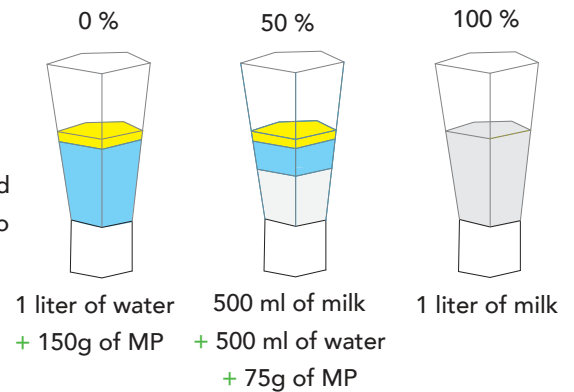 0 %
50 %
100 %
1 liter of water
+ 150g of MP
500 ml of milk
+ 500 ml of water
+ 75g of MP
1 liter of milk